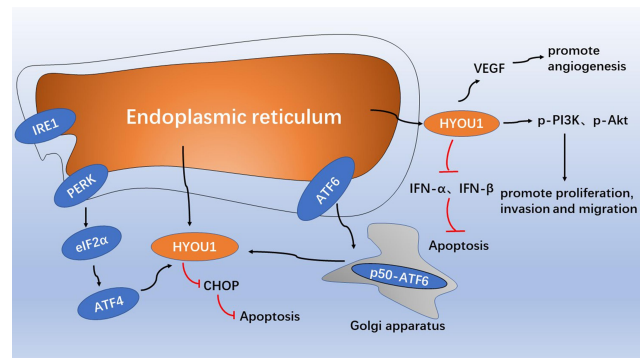 promote
angiogenesis
VEGF
IRE1
Endoplasmic reticulum
HYOU1
p-PI3K、p-Akt
PERK
ATF6
IFN-α、IFN-β
promote proliferation,
invasion and migration
eIF2α
HYOU1
Apoptosis
p50-ATF6
CHOP
ATF4
Apoptosis
Golgi apparatus